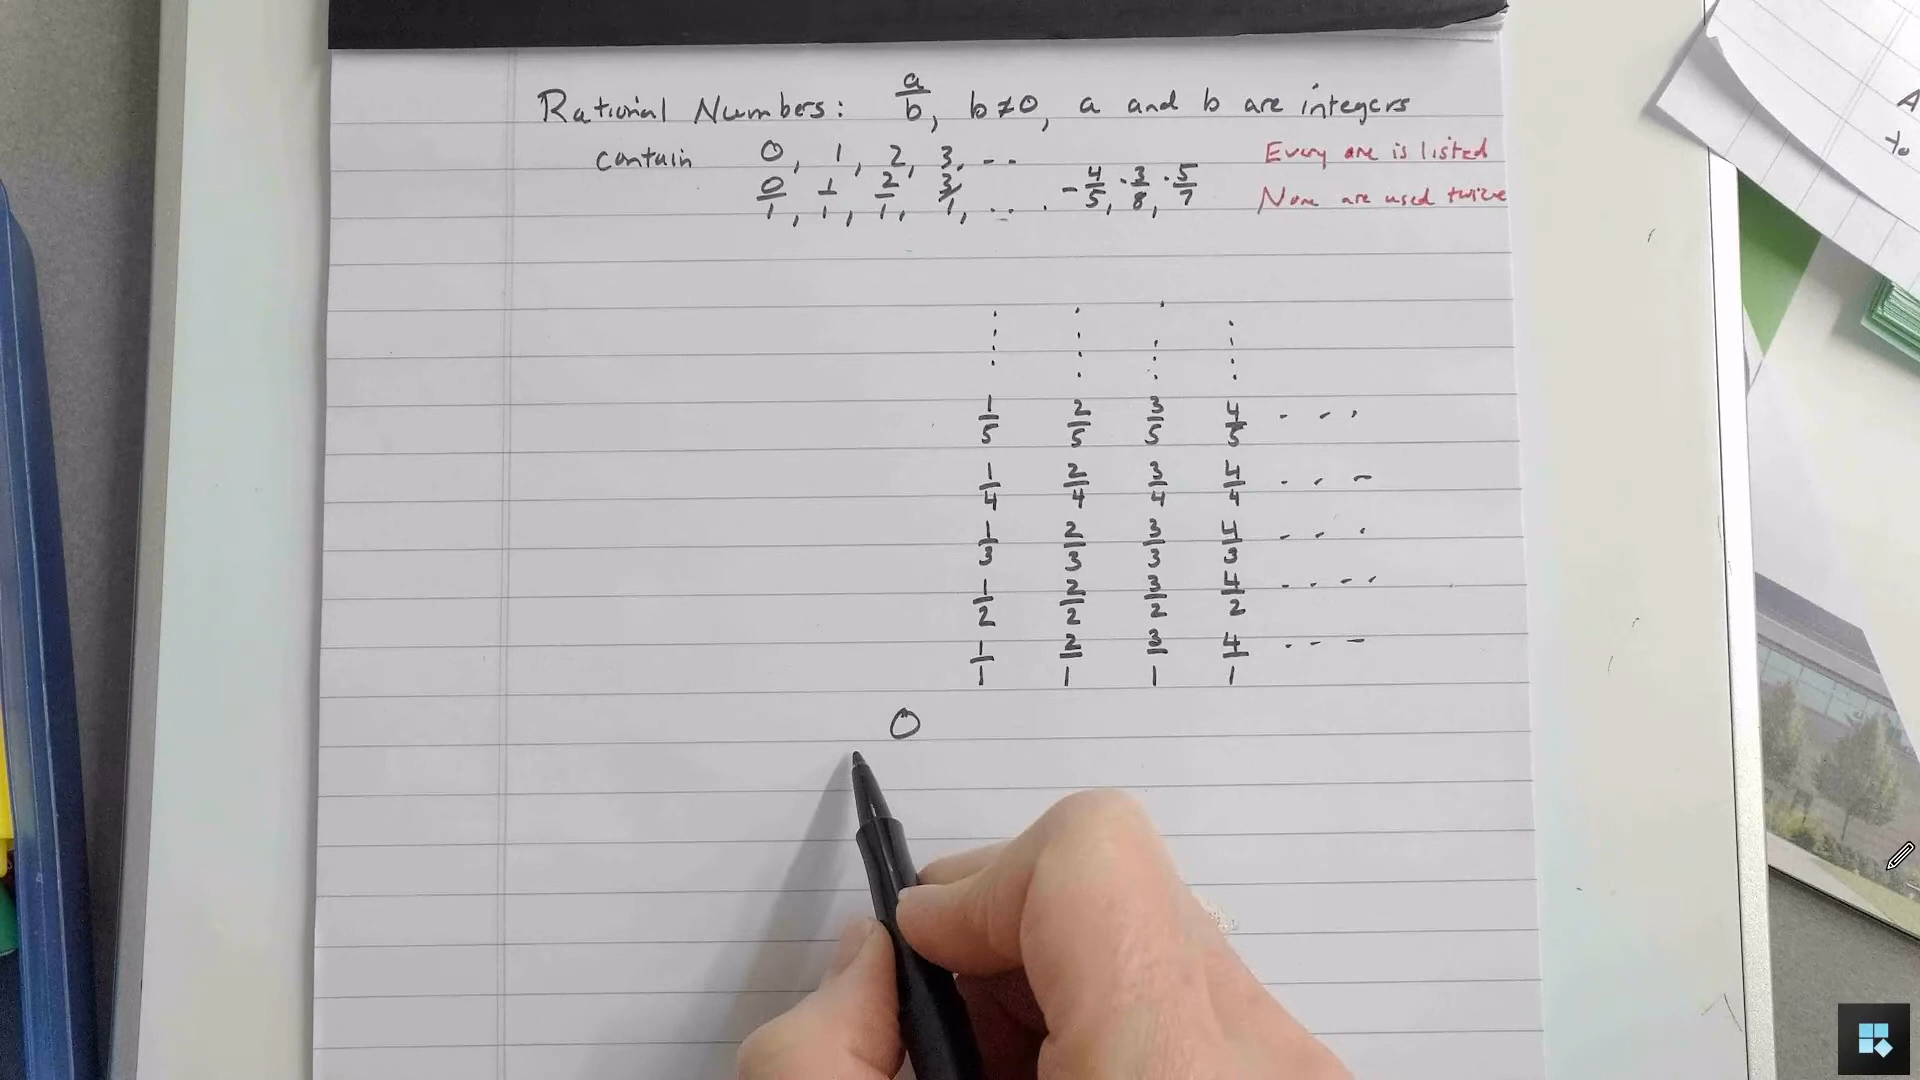 Rational Numbers: a/b, b≠0, a and b are integers
contain 0, 1, 2, 3, ...
Every one is listed
0/1, 1/1, 2/1, 3/1, ... -4/5, 3/8, 5/7
None are used twice
1/5 2/5 3/5 4/5 ...
1/4 2/4 3/4 4/4 ...
1/3 2/3 3/3 4/3 ...
1/2 2/2 3/2 4/2 ....
1/1 2/1 3/1 4/1 ...
0